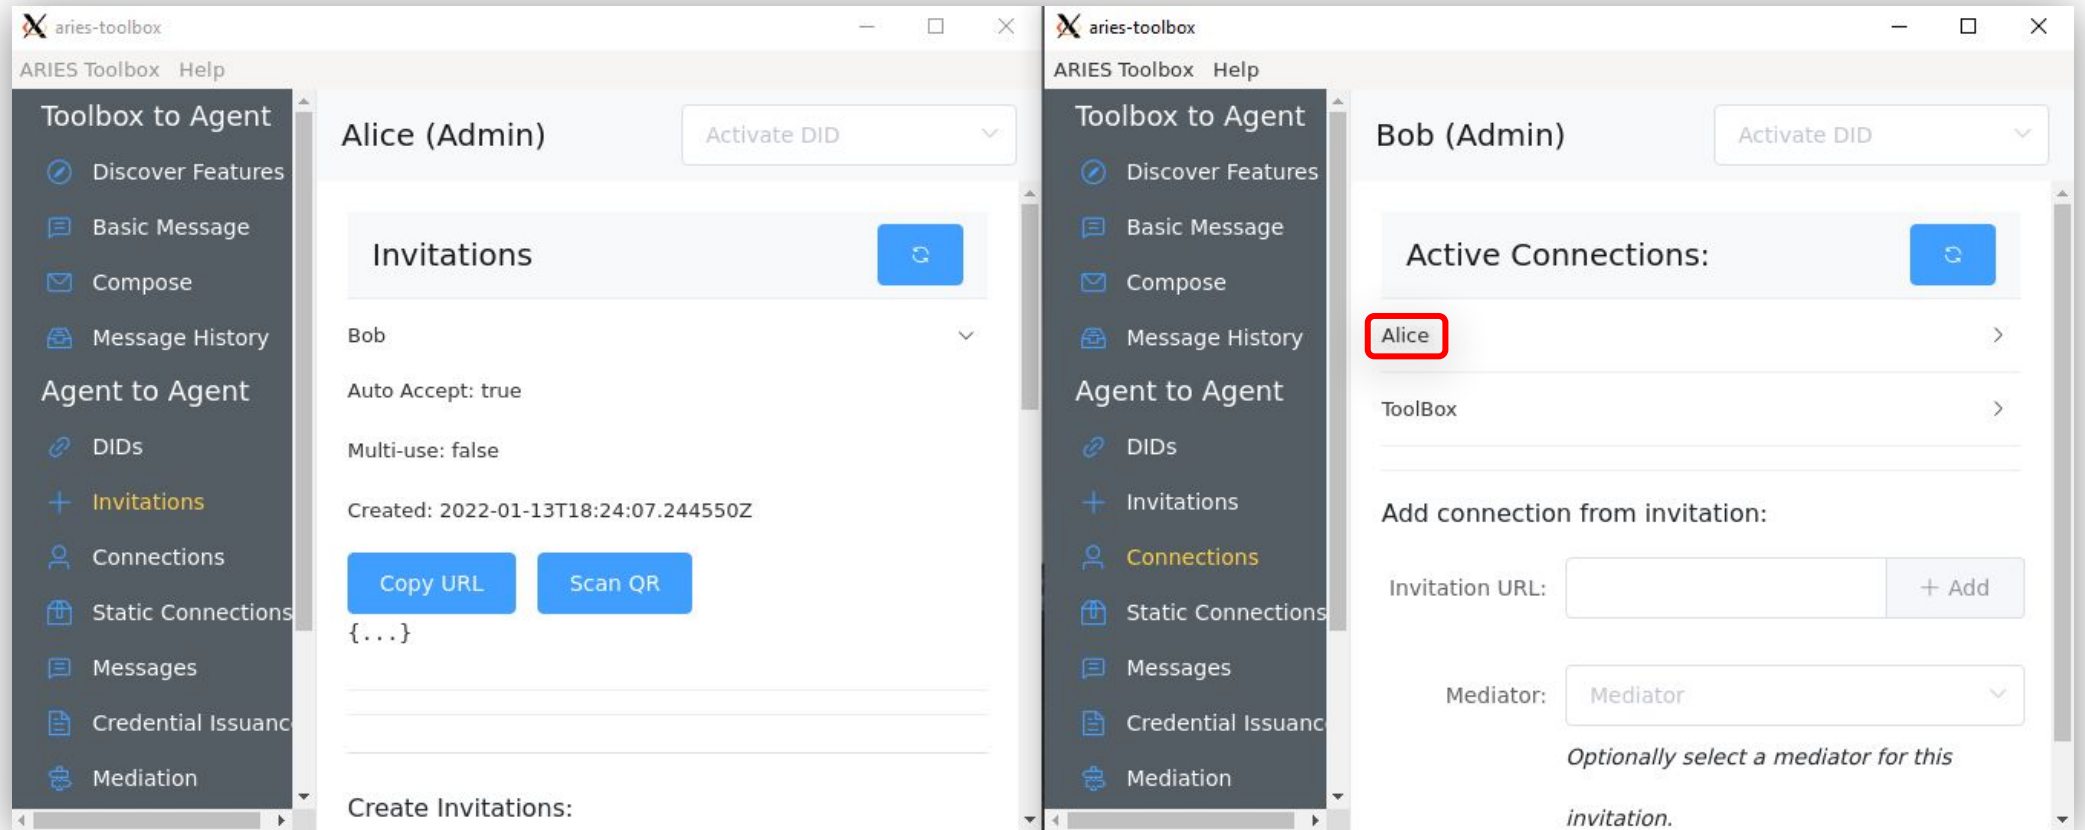 aries-toolbox
ARIES Toolbox Help
Toolbox to Agent
Discover Features
Basic Message
Compose
Message History
Agent to Agent
DIDs
Invitations
Connections
Static Connections
Messages
Credential Issuanc
Mediation
Alice (Admin)
Activate DID
Invitations
Bob
Auto Accept: true
Multi-use: false
Created: 2022-01-13T18:24:07.244550Z
Copy URL Scan QR
{...}
Create Invitations:
aries-toolbox
ARIES Toolbox Help
Toolbox to Agent
Discover Features
Basic Message
Compose
Message History
Agent to Agent
DIDs
Invitations
Connections
Static Connections
Messages
Credential Issuanc
Mediation
Bob (Admin)
Activate DID
Active Connections:
Alice
ToolBox
Add connection from invitation:
Invitation URL: + Add
Mediator: Mediator
Optionally select a mediator for this
invitation.